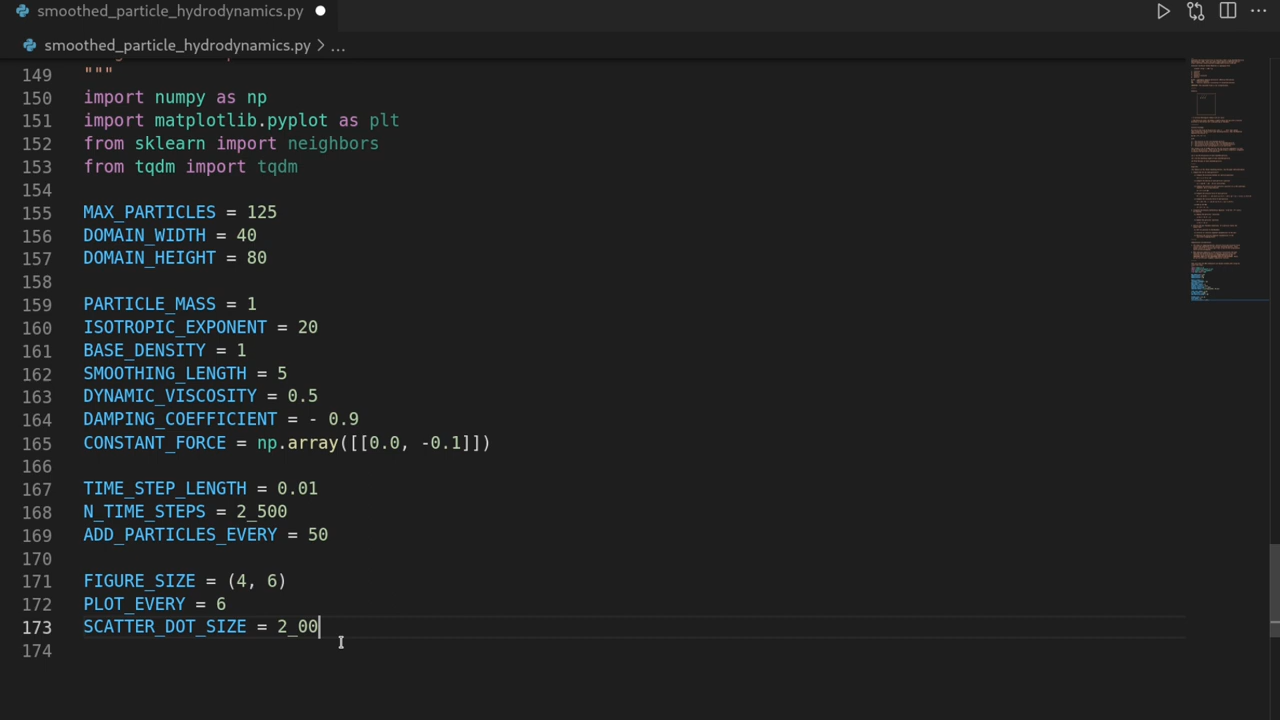 smoothed_particle_hydrodynamics.py
smoothed_particle_hydrodynamics.py > ...
149 """
150 import numpy as np
151 import matplotlib.pyplot as plt
152 from sklearn import neighbors
153 from tqdm import tqdm
154
155 MAX_PARTICLES = 125
156 DOMAIN_WIDTH = 40
157 DOMAIN_HEIGHT = 80
158
159 PARTICLE_MASS = 1
160 ISOTROPIC_EXPONENT = 20
161 BASE_DENSITY = 1
162 SMOOTHING_LENGTH = 5
163 DYNAMIC_VISCOSITY = 0.5
164 DAMPING_COEFFICIENT = - 0.9
165 CONSTANT_FORCE = np.array([[0.0, -0.1]])
166
167 TIME_STEP_LENGTH = 0.01
168 N_TIME_STEPS = 2_500
169 ADD_PARTICLES_EVERY = 50
170
171 FIGURE_SIZE = (4, 6)
172 PLOT_EVERY = 6
173 SCATTER_DOT_SIZE = 2_00
174